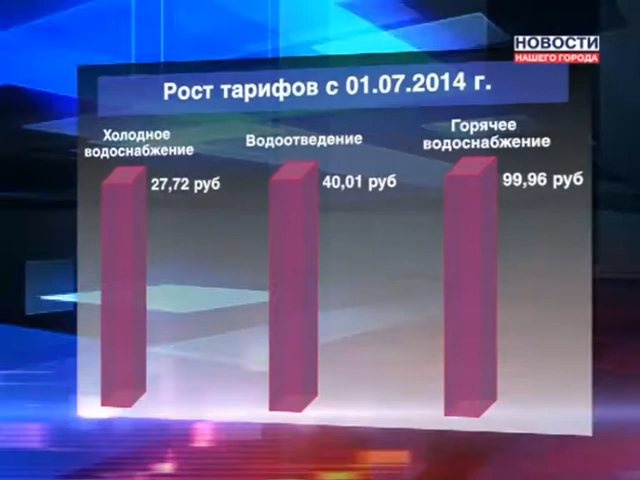 НОВОСТИ
НАШЕГО ГОРОДА
Рост тарифов с 01.07.2014 г.
Холодное
водоснабжение
27,72 руб
Водоотведение
40,01 руб
Горячее
водоснабжение
99,96 руб